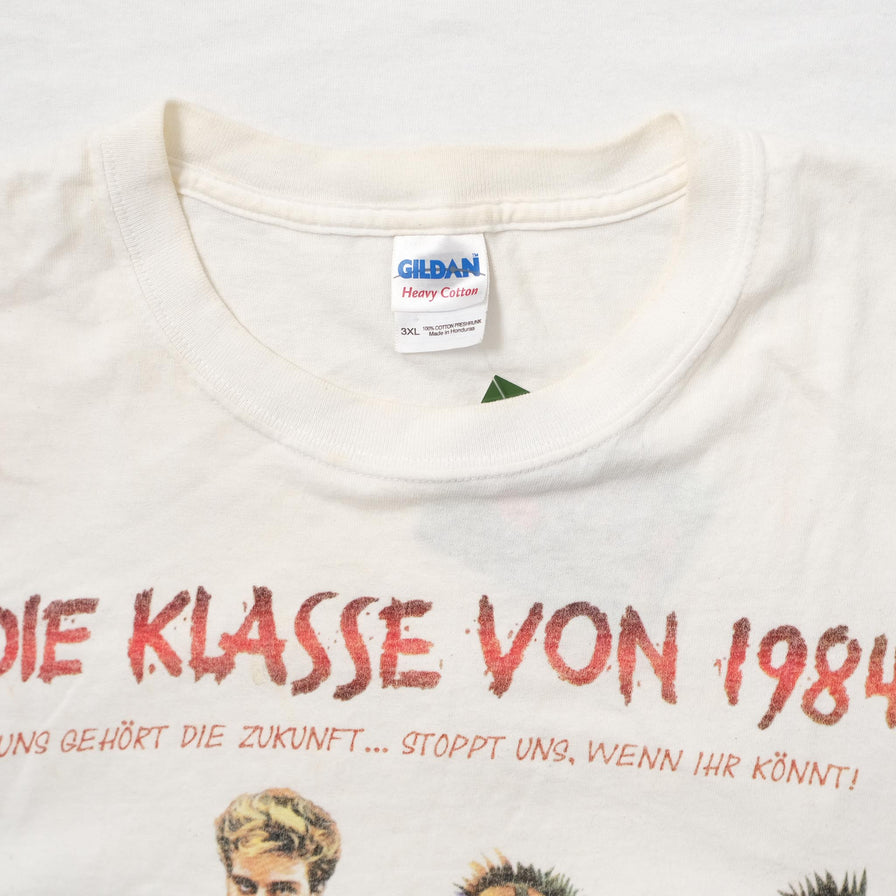 GILDAN™
Heavy Cotton
3XL 100% COTTON PRESHRUNK
Made in Honduras
DIE KLASSE VON 1984
UNS GEHÖRT DIE ZUKUNFT... STOPPT UNS, WENN IHR KÖNNT!